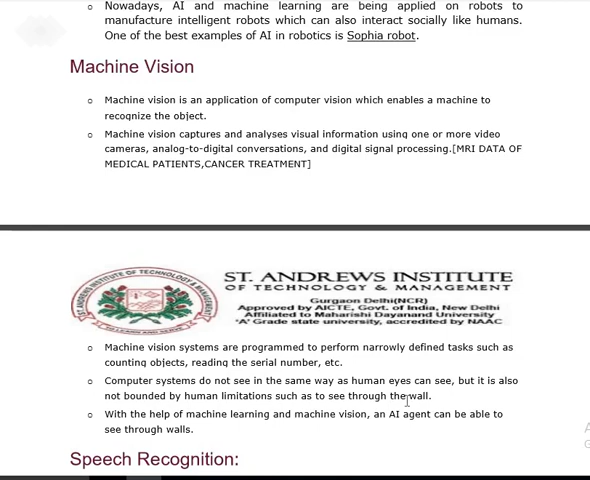 o Nowadays, AI and machine learning are being applied on robots to
manufacture intelligent robots which can also interact socially like humans.
One of the best examples of AI in robotics is Sophia robot.
Machine Vision
o Machine vision is an application of computer vision which enables a machine to
recognize the object.
o Machine vision captures and analyses visual information using one or more video
cameras, analog-to-digital conversations, and digital signal processing.[MRI DATA OF
MEDICAL PATIENTS,CANCER TREATMENT]
ST. ANDREWS INSTITUTE OF TECHNOLOGY & MANAGEMENT
ST. ANDREWS INSTITUTE
OF TECHNOLOGY & MANAGEMENT
Gurgaon Delhi(NCR)
Approved by AICTE, Govt. of India, New Delhi
Affiliated to Maharishi Dayanand University
'A' Grade state university, accredited by NAAC
o Machine vision systems are programmed to perform narrowly defined tasks such as
counting objects, reading the serial number, etc.
o Computer systems do not see in the same way as human eyes can see, but it is also
not bounded by human limitations such as to see through the wall.
o With the help of machine learning and machine vision, an AI agent can be able to
see through walls.
Speech Recognition: